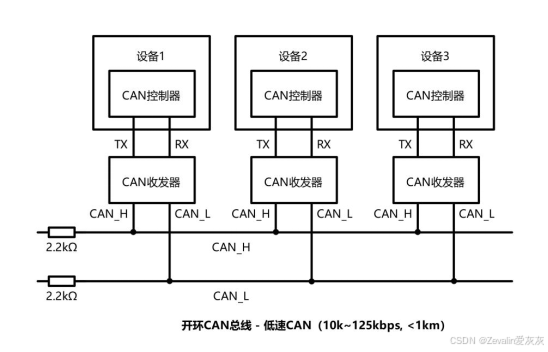 设备1 设备2 设备3
CAN控制器 CAN控制器 CAN控制器
TX RX TX RX TX RX
CAN收发器 CAN收发器 CAN收发器
CAN_H CAN_L CAN_H CAN_L CAN_H CAN_L
2.2kΩ CAN_H
2.2kΩ CAN_L
开环CAN总线 - 低速CAN（10k~125kbps, <1km）
CSDN @Zevalin爱灰灰